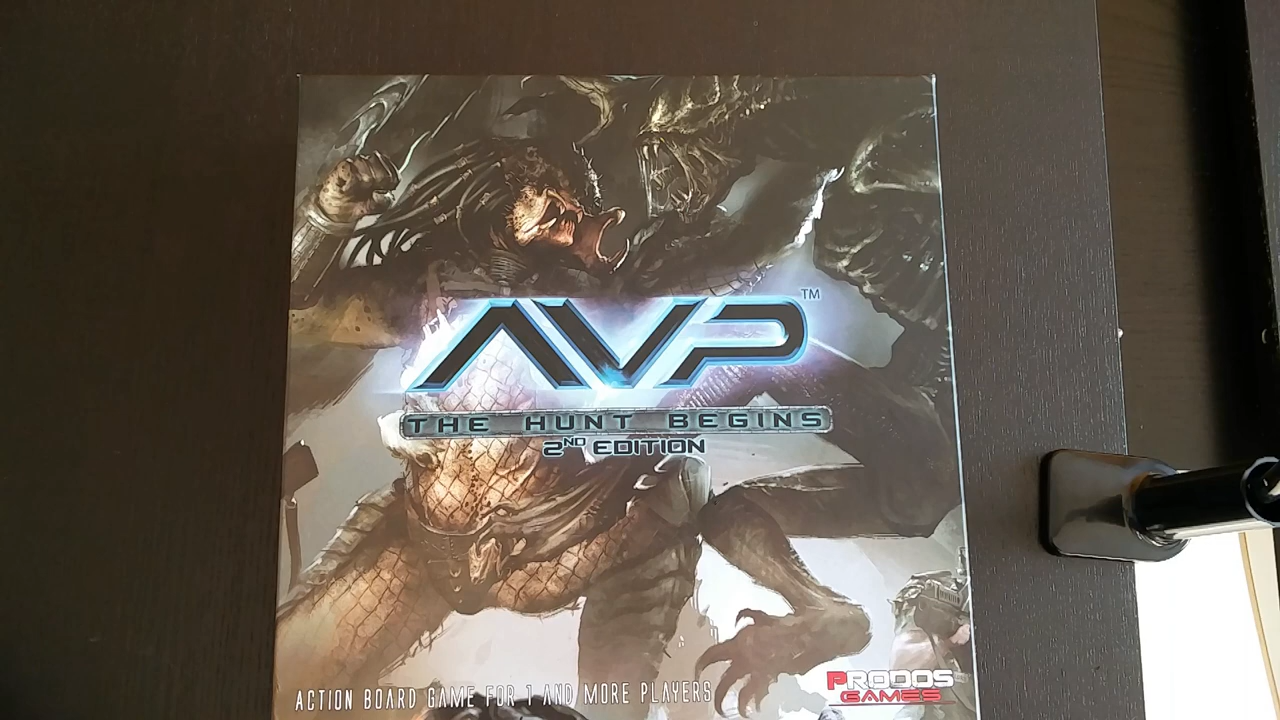 AVP™
THE HUNT BEGINS
2ND EDITION
ACTION BOARD GAME FOR 1 AND MORE PLAYERS
PRODOS
GAMES